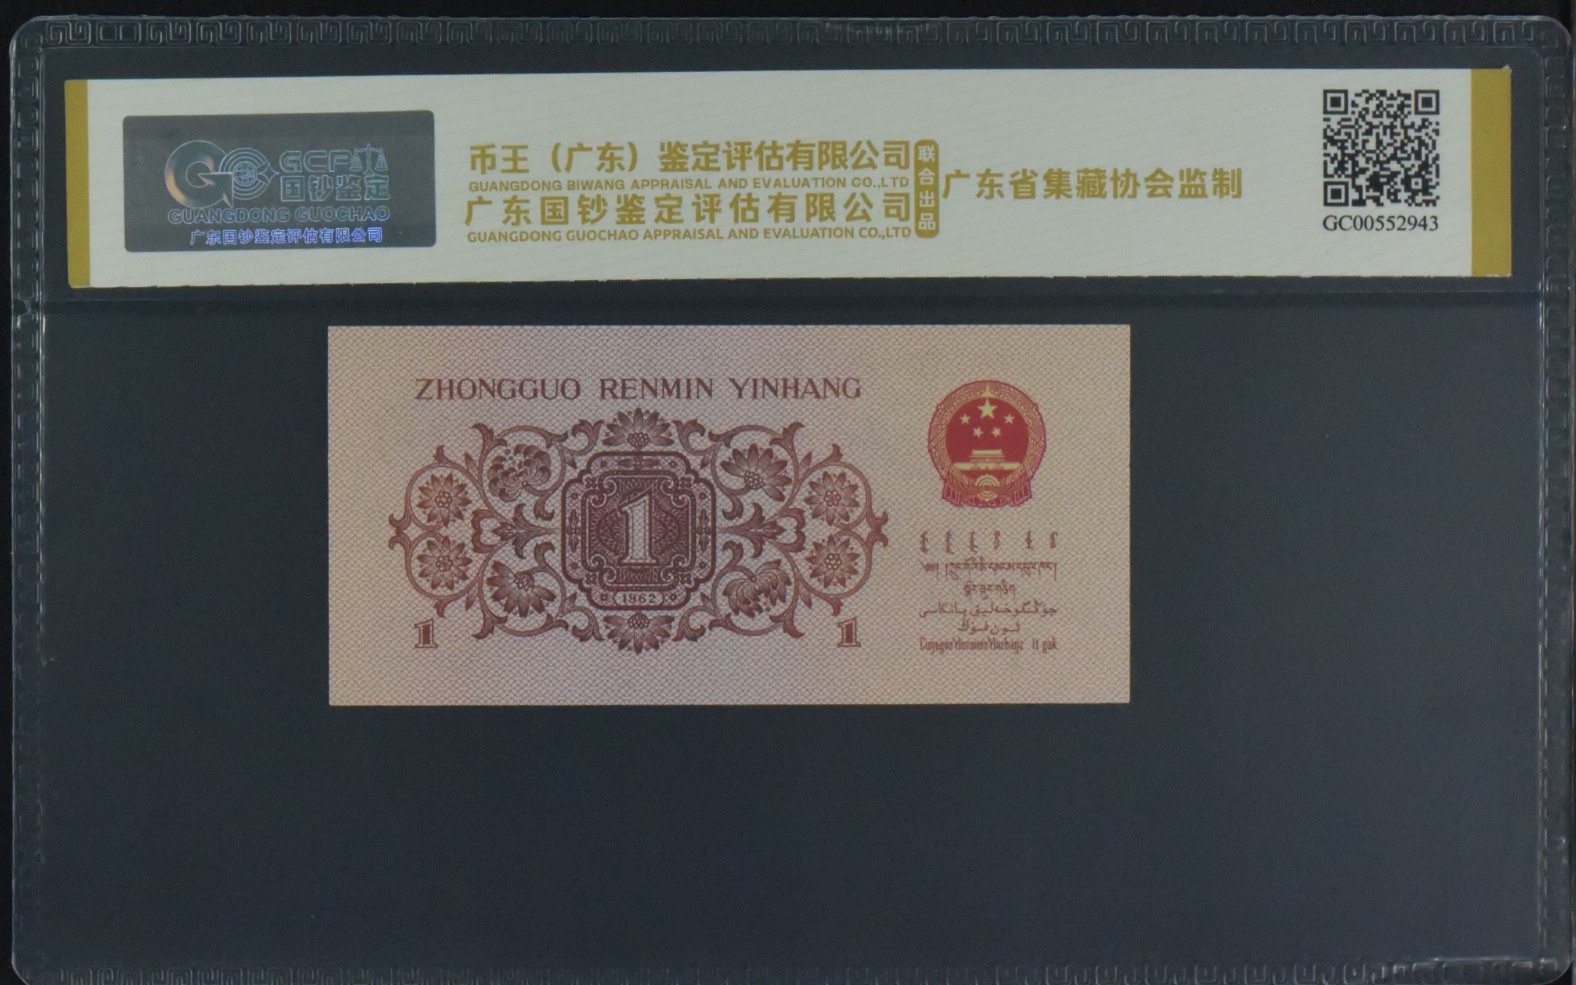 GCP
国钞鉴定
GUANGDONG GUOCHAO
广东国钞鉴定评估有限公司
币王（广东）鉴定评估有限公司
GUANGDONG BIWANG APPRAISAL AND EVALUATION CO.,LTD
广东国钞鉴定评估有限公司
GUANGDONG GUOCHAO APPRAISAL AND EVALUATION CO.,LTD
联合出品
广东省集藏协会监制
GC00552943
ZHONGGUO RENMIN YINHANG
1
1962
1
1